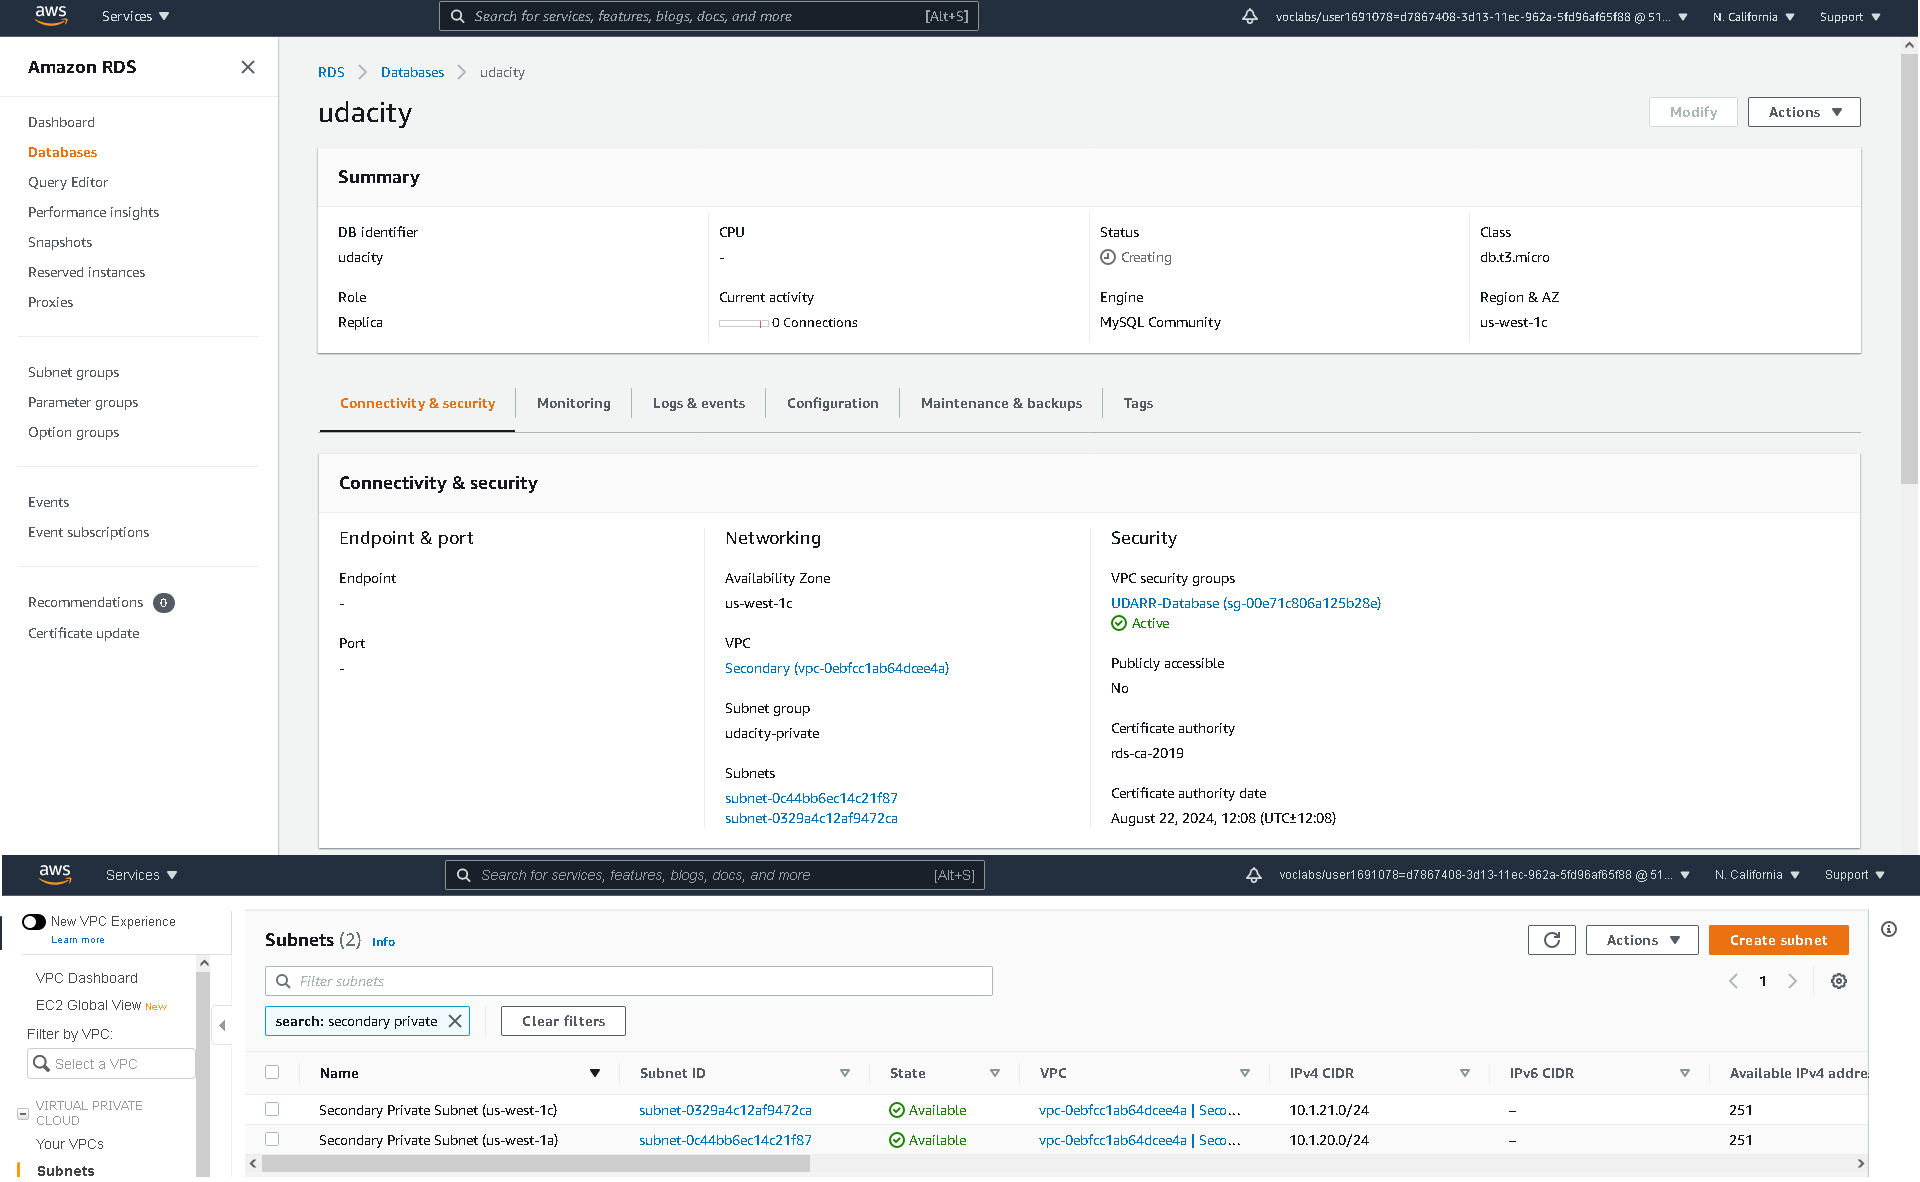 aws Services Search for services, features, blogs, docs, and more [Alt+S] voclabs/user1691078=d7867408-3d13-11ec-962a-5fd96af65f88 @ 51... N. California Support
Amazon RDS
Dashboard
Databases
Query Editor
Performance insights
Snapshots
Reserved instances
Proxies
Subnet groups
Parameter groups
Option groups
Events
Event subscriptions
Recommendations 0
Certificate update
RDS Databases udacity
udacity
Modify Actions
Summary
DB identifier
udacity
CPU
-
Status
Creating
Class
db.t3.micro
Role
Replica
Current activity
0 Connections
Engine
MySQL Community
Region & AZ
us-west-1c
Connectivity & security Monitoring Logs & events Configuration Maintenance & backups Tags
Connectivity & security
Endpoint & port
Endpoint
-
Port
-
Networking
Availability Zone
us-west-1c
VPC
Secondary (vpc-0ebfcc1ab64dcee4a)
Subnet group
udacity-private
Subnets
subnet-0c44bb6ec14c21f87
subnet-0329a4c12af9472ca
Security
VPC security groups
UDARR-Database (sg-00e71c806a125b28e)
Active
Publicly accessible
No
Certificate authority
rds-ca-2019
Certificate authority date
August 22, 2024, 12:08 (UTC±12:08)
aws Services Search for services, features, blogs, docs, and more [Alt+S] voclabs/user1691078=d7867408-3d13-11ec-962a-5fd96af65f88 @ 51... N. California Support
New VPC Experience
Learn more
VPC Dashboard
EC2 Global View New
Filter by VPC:
Select a VPC
VIRTUAL PRIVATE
CLOUD
Your VPCs
Subnets
Subnets (2) Info
Actions Create subnet
Filter subnets
1
search: secondary private Clear filters
Name Subnet ID State VPC IPv4 CIDR IPv6 CIDR Available IPv4 addre
Secondary Private Subnet (us-west-1c) subnet-0329a4c12af9472ca Available vpc-0ebfcc1ab64dcee4a | Seco... 10.1.21.0/24 – 251
Secondary Private Subnet (us-west-1a) subnet-0c44bb6ec14c21f87 Available vpc-0ebfcc1ab64dcee4a | Seco... 10.1.20.0/24 – 251